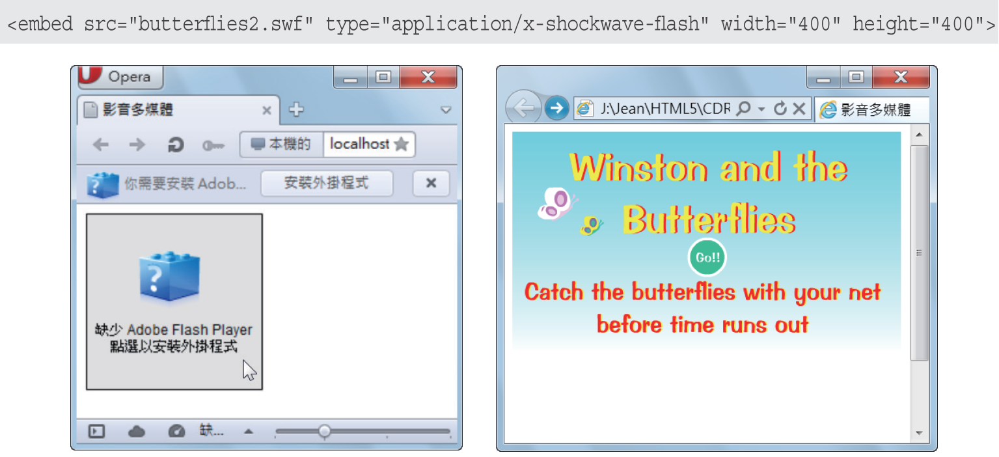 <embed src="butterflies2.swf" type="application/x-shockwave-flash" width="400" height="400">
Opera
影音多媒體
本機的 localhost
你需要安裝 Adob... 安裝外掛程式
缺少 Adobe Flash Player
點選以安裝外掛程式
缺...
J:\Jean\HTML5\CDR
影音多媒體
Winston and the
Butterflies
Go!!
Catch the butterflies with your net
before time runs out